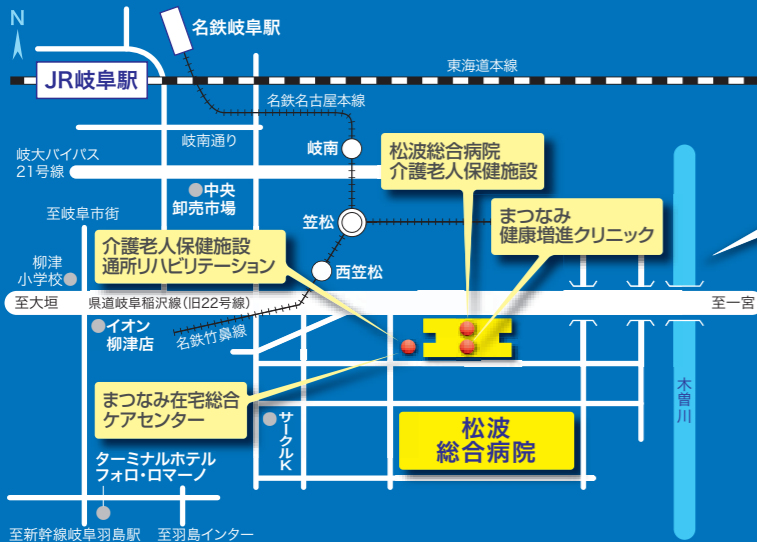 N
名鉄岐阜駅
JR岐阜駅
東海道本線
名鉄名古屋本線
岐南通り
岐南
岐大バイパス
21号線
中央
卸売市場
松波総合病院
介護老人保健施設
至岐阜市街
笠松
まつなみ
健康増進クリニック
介護老人保健施設
通所リハビリテーション
柳津
小学校
西笠松
至大垣
県道岐阜稲沢線(旧22号線)
至一宮
イオン
柳津店
名鉄竹鼻線
木曽川
まつなみ在宅総合
ケアセンター
サークルK
松波
総合病院
ターミナルホテル
フォロ・ロマーノ
至新幹線岐阜羽島駅
至羽島インター